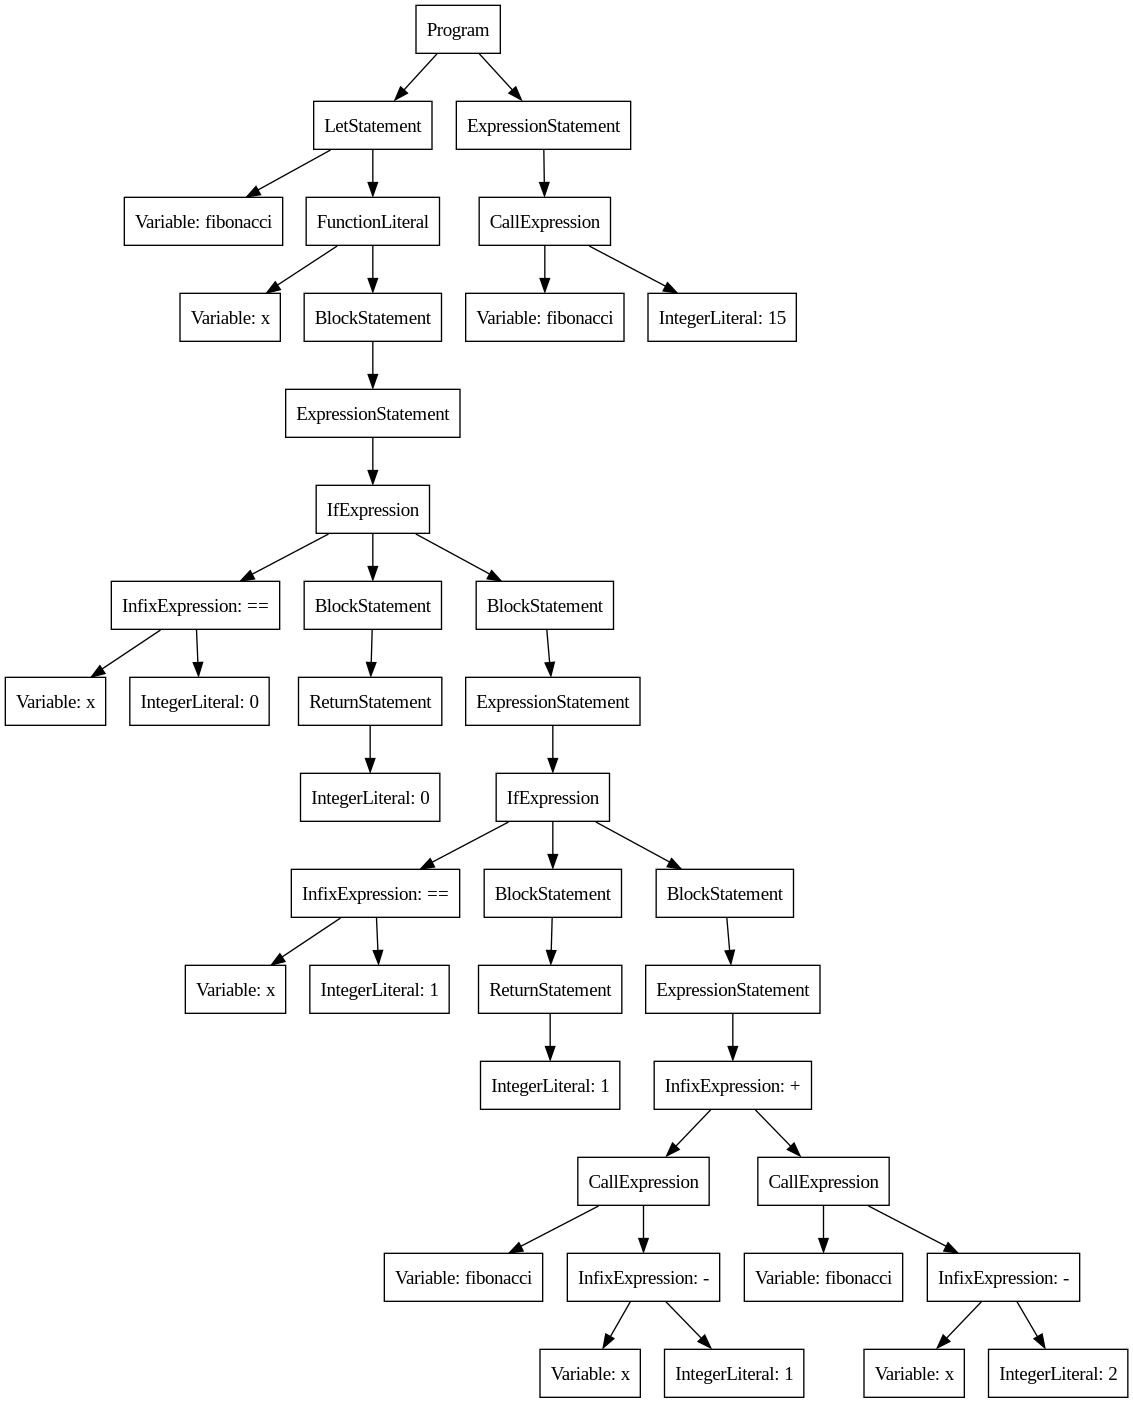 Program
LetStatement
ExpressionStatement
Variable: fibonacci
FunctionLiteral
CallExpression
Variable: x
BlockStatement
Variable: fibonacci
IntegerLiteral: 15
ExpressionStatement
IfExpression
InfixExpression: ==
BlockStatement
BlockStatement
Variable: x
IntegerLiteral: 0
ReturnStatement
ExpressionStatement
IntegerLiteral: 0
IfExpression
InfixExpression: ==
BlockStatement
BlockStatement
Variable: x
IntegerLiteral: 1
ReturnStatement
ExpressionStatement
IntegerLiteral: 1
InfixExpression: +
CallExpression
CallExpression
Variable: fibonacci
InfixExpression: -
Variable: fibonacci
InfixExpression: -
Variable: x
IntegerLiteral: 1
Variable: x
IntegerLiteral: 2